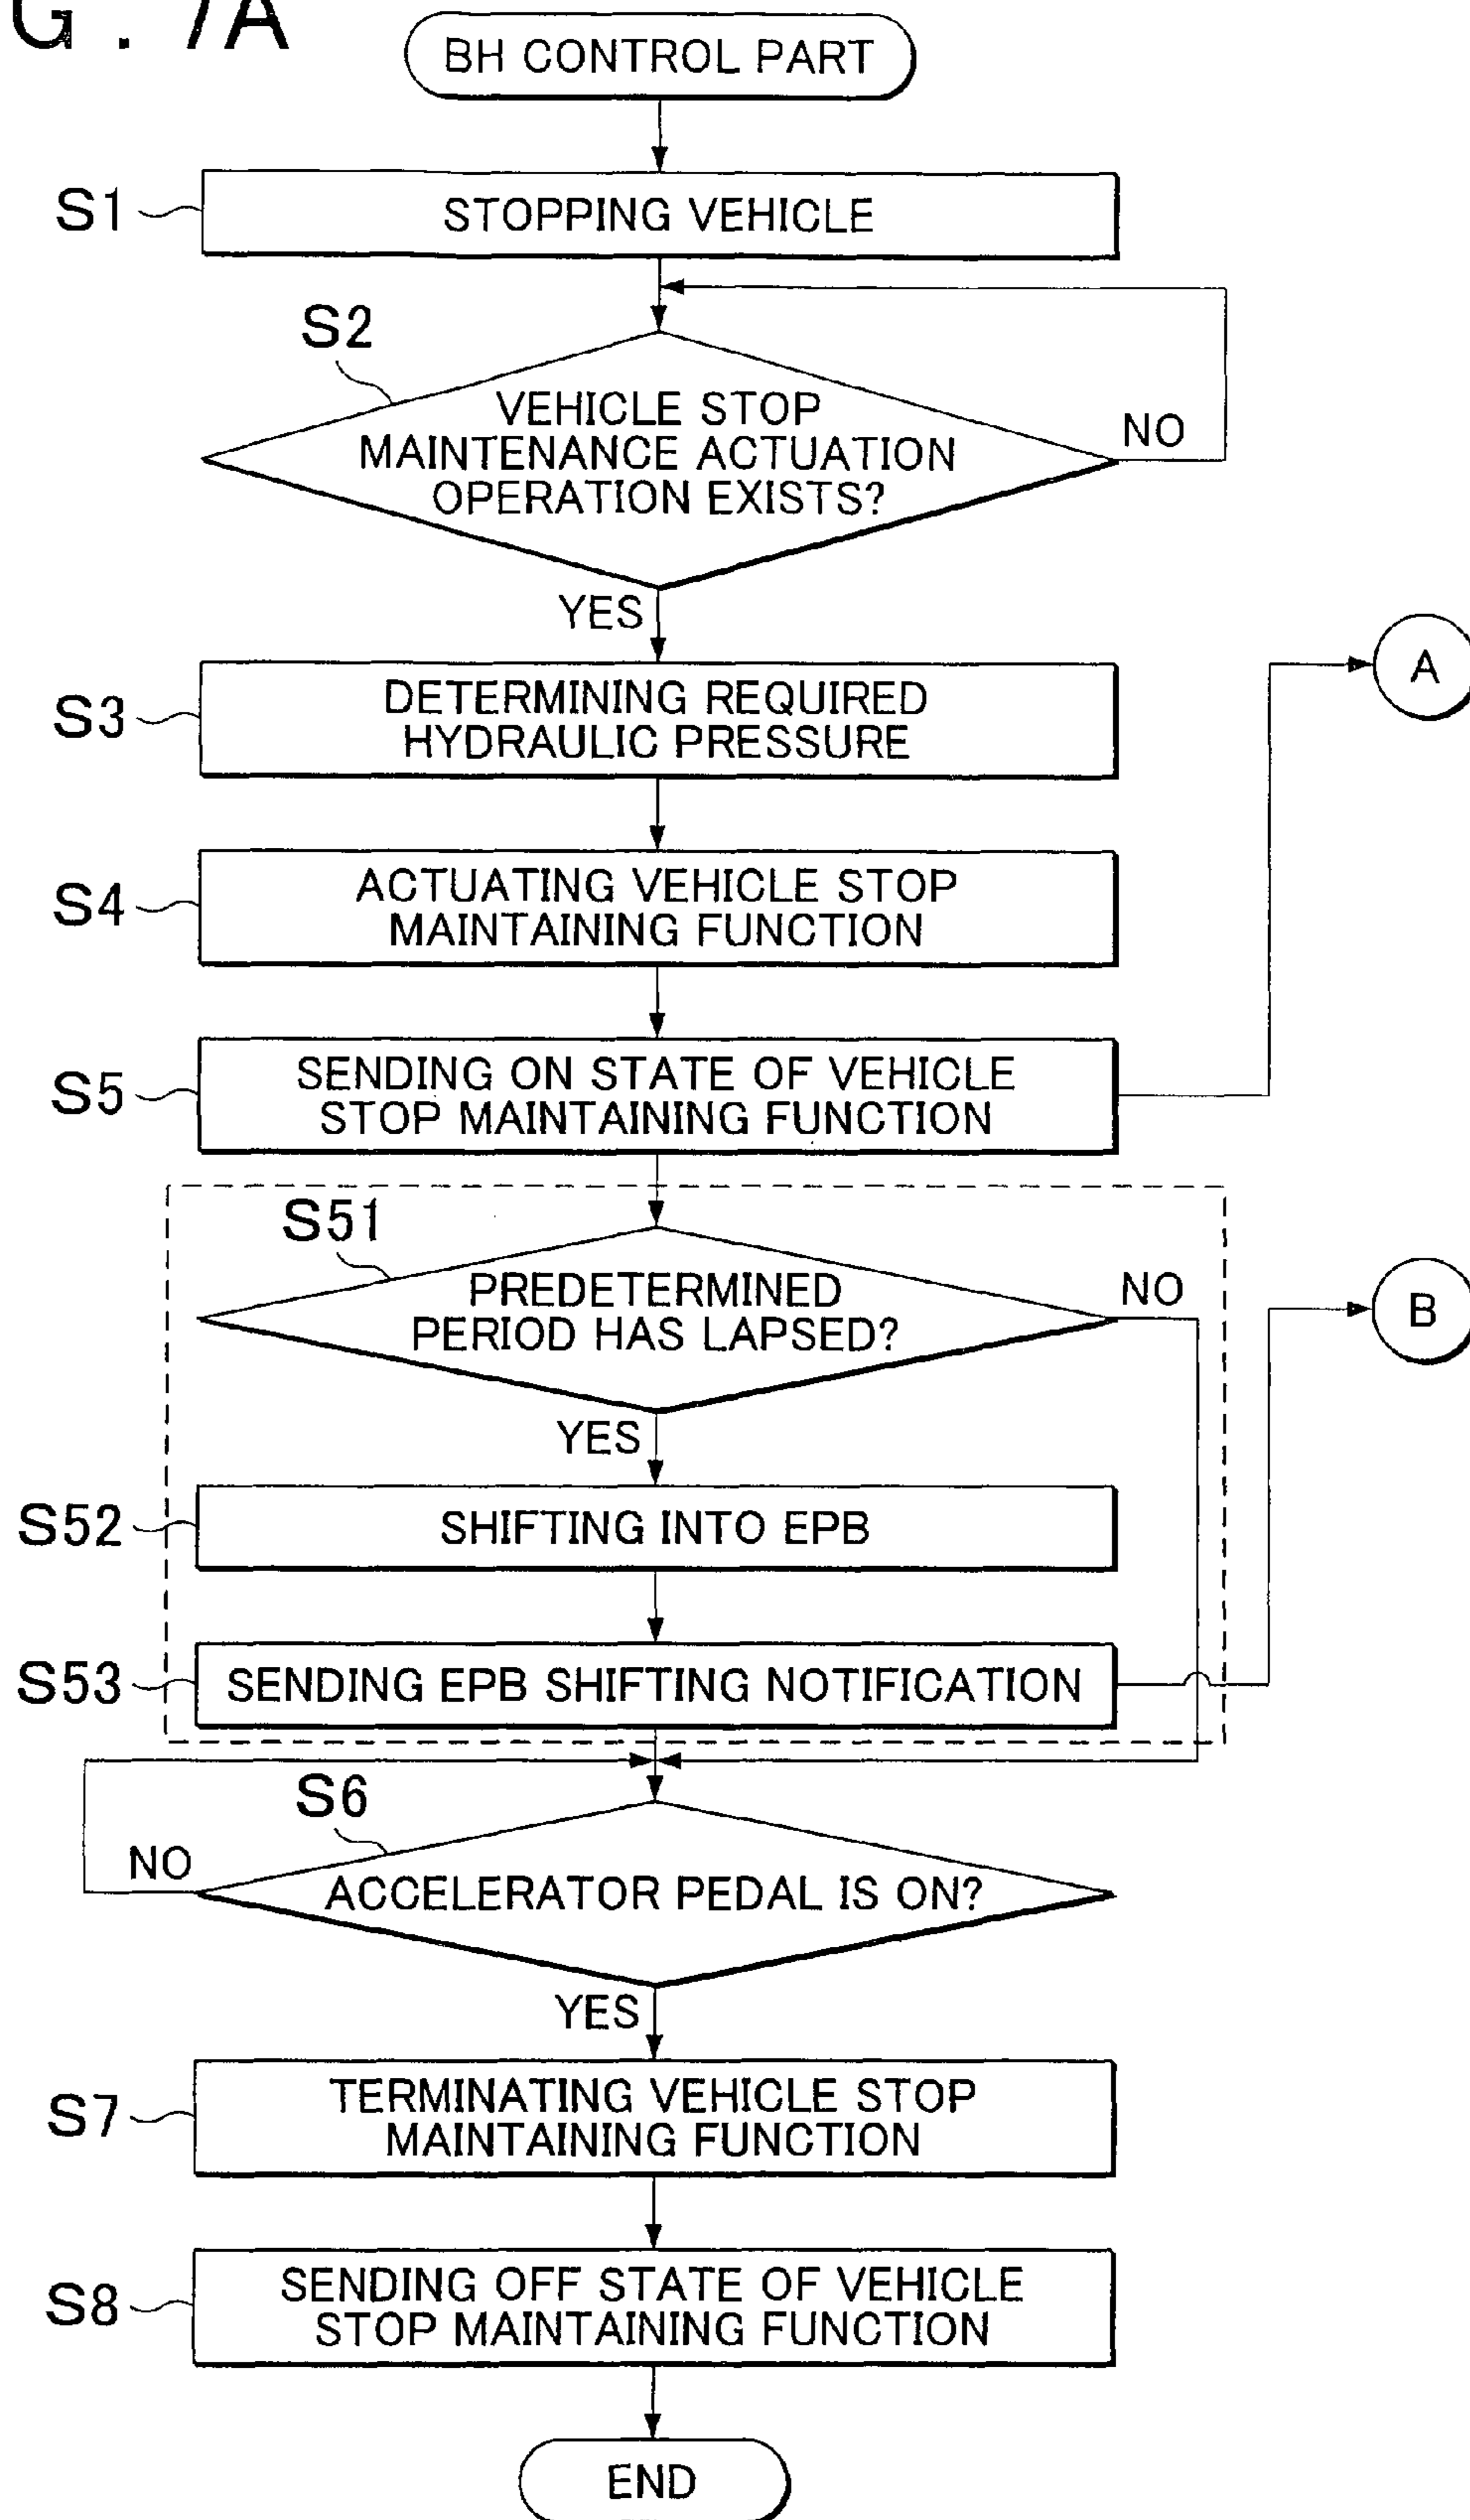 G. 7A
BH CONTROL PART
S1
STOPPING VEHICLE
S2
VEHICLE STOP
MAINTENANCE ACTUATION
OPERATION EXISTS?
NO
YES
S3
DETERMINING REQUIRED
HYDRAULIC PRESSURE
A
S4
ACTUATING VEHICLE STOP
MAINTAINING FUNCTION
S5
SENDING ON STATE OF VEHICLE
STOP MAINTAINING FUNCTION
S51
PREDETERMINED
PERIOD HAS LAPSED?
NO
B
YES
S52
SHIFTING INTO EPB
S53
SENDING EPB SHIFTING NOTIFICATION
S6
NO
ACCELERATOR PEDAL IS ON?
YES
S7
TERMINATING VEHICLE STOP
MAINTAINING FUNCTION
S8
SENDING OFF STATE OF VEHICLE
STOP MAINTAINING FUNCTION
END